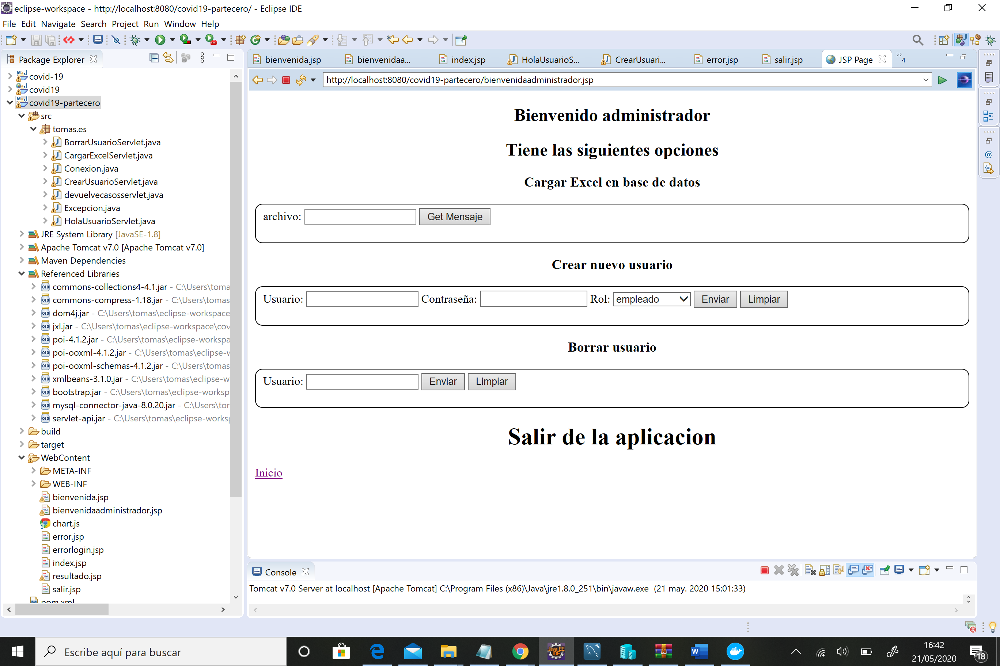 eclipse-workspace - http://localhost:8080/covid19-partecero/ - Eclipse IDE
File Edit Navigate Search Project Run Window Help
Package Explorer
covid-19
covid19
covid19-partecero
src
tomas.es
BorrarUsuarioServlet.java
CargarExcelServlet.java
Conexion.java
CrearUsuarioServlet.java
devuelvecasosservlet.java
Excepcion.java
HolaUsuarioServlet.java
JRE System Library [JavaSE-1.8]
Apache Tomcat v7.0 [Apache Tomcat v7.0]
Maven Dependencies
Referenced Libraries
commons-collections4-4.1.jar - C:\Users\toma
commons-compress-1.18.jar - C:\Users\tomas
dom4j.jar - C:\Users\tomas\eclipse-workspace
jxl.jar - C:\Users\tomas\eclipse-workspace\cov
poi-4.1.2.jar - C:\Users\tomas\eclipse-workspa
poi-ooxml-4.1.2.jar - C:\Users\tomas\eclipse-w
poi-ooxml-schemas-4.1.2.jar - C:\Users\tomas
xmlbeans-3.1.0.jar - C:\Users\tomas\eclipse-w
bootstrap.jar - C:\Users\tomas\eclipse-worksp
mysql-connector-java-8.0.20.jar - C:\Users\tor
servlet-api.jar - C:\Users\tomas\eclipse-worksp
build
target
WebContent
META-INF
WEB-INF
bienvenida.jsp
bienvenidaadministrador.jsp
chart.js
error.jsp
errorlogin.jsp
index.jsp
resultado.jsp
salir.jsp
pom.xml
bienvenida.jsp bienvenidaa... index.jsp HolaUsuarioS... CrearUsuari... error.jsp salir.jsp JSP Page »4
http://localhost:8080/covid19-partecero/bienvenidaadministrador.jsp
Bienvenido administrador
Tiene las siguientes opciones
Cargar Excel en base de datos
archivo: Get Mensaje
Crear nuevo usuario
Usuario: Contraseña: Rol: empleado Enviar Limpiar
Borrar usuario
Usuario: Enviar Limpiar
Salir de la aplicacion
Inicio
Console
Tomcat v7.0 Server at localhost [Apache Tomcat] C:\Program Files (x86)\Java\jre1.8.0_251\bin\javaw.exe (21 may. 2020 15:01:33)
Escribe aquí para buscar
Java EE
IDE
16:42
21/05/2020
18